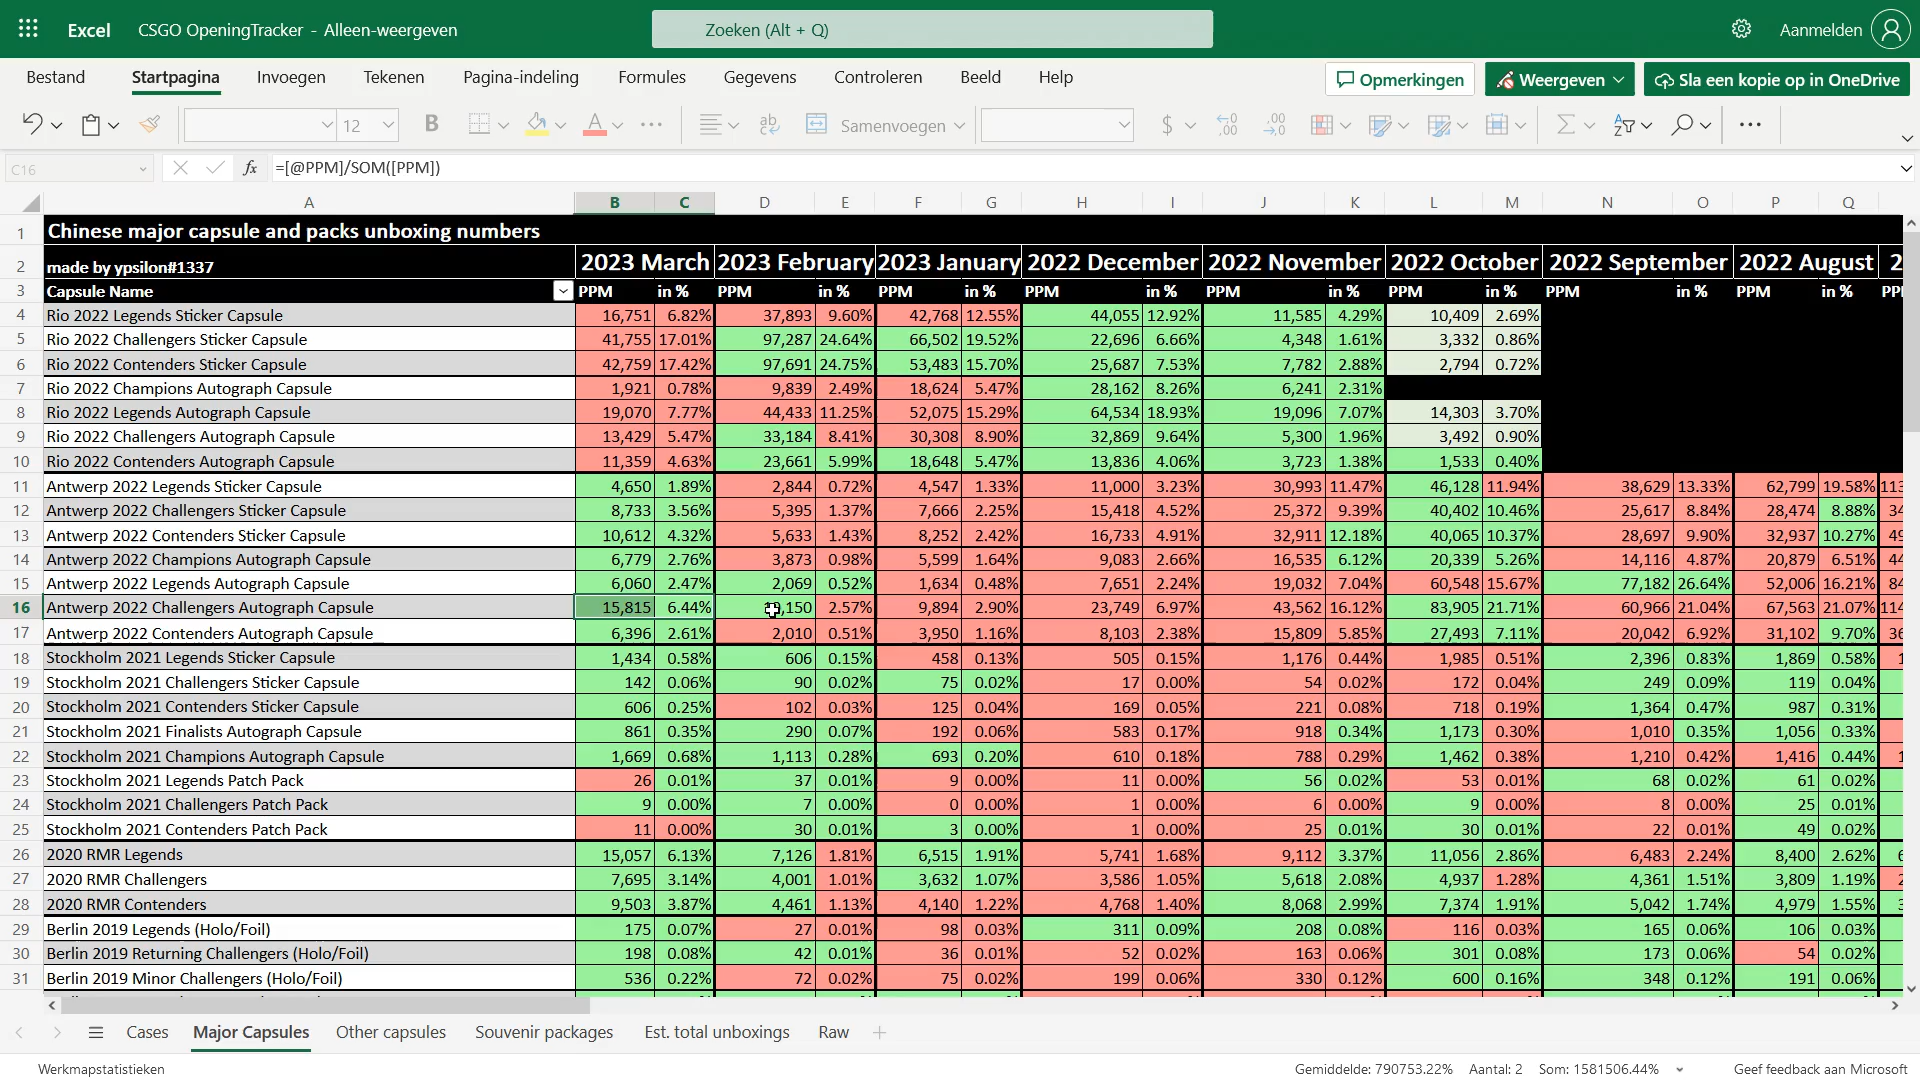 Excel CSGO OpeningTracker - Alleen-weergeven Zoeken (Alt + Q) Aanmelden
Bestand Startpagina Invoegen Tekenen Pagina-indeling Formules Gegevens Controleren Beeld Help Opmerkingen Weergeven Sla een kopie op in OneDrive
12 B A Samenvoegen $
C16 fx =[@PPM]/SOM([PPM])
A B C D E F G H I J K L M N O P Q
1 Chinese major capsule and packs unboxing numbers
2 made by ypsilon#1337 2023 March 2023 February 2023 January 2022 December 2022 November 2022 October 2022 September 2022 August 2
3 Capsule Name PPM in % PPM in % PPM in % PPM in % PPM in % PPM in % PPM in % PPM in % PPI
4 Rio 2022 Legends Sticker Capsule 16,751 6.82% 37,893 9.60% 42,768 12.55% 44,055 12.92% 11,585 4.29% 10,409 2.69%
5 Rio 2022 Challengers Sticker Capsule 41,755 17.01% 97,287 24.64% 66,502 19.52% 22,696 6.66% 4,348 1.61% 3,332 0.86%
6 Rio 2022 Contenders Sticker Capsule 42,759 17.42% 97,691 24.75% 53,483 15.70% 25,687 7.53% 7,782 2.88% 2,794 0.72%
7 Rio 2022 Champions Autograph Capsule 1,921 0.78% 9,839 2.49% 18,624 5.47% 28,162 8.26% 6,241 2.31%
8 Rio 2022 Legends Autograph Capsule 19,070 7.77% 44,433 11.25% 52,075 15.29% 64,534 18.93% 19,096 7.07% 14,303 3.70%
9 Rio 2022 Challengers Autograph Capsule 13,429 5.47% 33,184 8.41% 30,308 8.90% 32,869 9.64% 5,300 1.96% 3,492 0.90%
10 Rio 2022 Contenders Autograph Capsule 11,359 4.63% 23,661 5.99% 18,648 5.47% 13,836 4.06% 3,723 1.38% 1,533 0.40%
11 Antwerp 2022 Legends Sticker Capsule 4,650 1.89% 2,844 0.72% 4,547 1.33% 11,000 3.23% 30,993 11.47% 46,128 11.94% 38,629 13.33% 62,799 19.58% 113
12 Antwerp 2022 Challengers Sticker Capsule 8,733 3.56% 5,395 1.37% 7,666 2.25% 15,418 4.52% 25,372 9.39% 40,402 10.46% 25,617 8.84% 28,474 8.88% 34
13 Antwerp 2022 Contenders Sticker Capsule 10,612 4.32% 5,633 1.43% 8,252 2.42% 16,733 4.91% 32,911 12.18% 40,065 10.37% 28,697 9.90% 32,937 10.27% 49
14 Antwerp 2022 Champions Autograph Capsule 6,779 2.76% 3,873 0.98% 5,599 1.64% 9,083 2.66% 16,535 6.12% 20,339 5.26% 14,116 4.87% 20,879 6.51% 44
15 Antwerp 2022 Legends Autograph Capsule 6,060 2.47% 2,069 0.52% 1,634 0.48% 7,651 2.24% 19,032 7.04% 60,548 15.67% 77,182 26.64% 52,006 16.21% 84
16 Antwerp 2022 Challengers Autograph Capsule 15,815 6.44% ,150 2.57% 9,894 2.90% 23,749 6.97% 43,562 16.12% 83,905 21.71% 60,966 21.04% 67,563 21.07% 114
17 Antwerp 2022 Contenders Autograph Capsule 6,396 2.61% 2,010 0.51% 3,950 1.16% 8,103 2.38% 15,809 5.85% 27,493 7.11% 20,042 6.92% 31,102 9.70% 36
18 Stockholm 2021 Legends Sticker Capsule 1,434 0.58% 606 0.15% 458 0.13% 505 0.15% 1,176 0.44% 1,985 0.51% 2,396 0.83% 1,869 0.58% 1
19 Stockholm 2021 Challengers Sticker Capsule 142 0.06% 90 0.02% 75 0.02% 17 0.00% 54 0.02% 172 0.04% 249 0.09% 119 0.04%
20 Stockholm 2021 Contenders Sticker Capsule 606 0.25% 102 0.03% 125 0.04% 169 0.05% 221 0.08% 718 0.19% 1,364 0.47% 987 0.31%
21 Stockholm 2021 Finalists Autograph Capsule 861 0.35% 290 0.07% 192 0.06% 583 0.17% 918 0.34% 1,173 0.30% 1,010 0.35% 1,056 0.33%
22 Stockholm 2021 Champions Autograph Capsule 1,669 0.68% 1,113 0.28% 693 0.20% 610 0.18% 788 0.29% 1,462 0.38% 1,210 0.42% 1,416 0.44% 1
23 Stockholm 2021 Legends Patch Pack 26 0.01% 37 0.01% 9 0.00% 11 0.00% 56 0.02% 53 0.01% 68 0.02% 61 0.02%
24 Stockholm 2021 Challengers Patch Pack 9 0.00% 7 0.00% 0 0.00% 1 0.00% 6 0.00% 9 0.00% 8 0.00% 25 0.01%
25 Stockholm 2021 Contenders Patch Pack 11 0.00% 30 0.01% 3 0.00% 1 0.00% 25 0.01% 30 0.01% 22 0.01% 49 0.02%
26 2020 RMR Legends 15,057 6.13% 7,126 1.81% 6,515 1.91% 5,741 1.68% 9,112 3.37% 11,056 2.86% 6,483 2.24% 8,400 2.62% 6
27 2020 RMR Challengers 7,695 3.14% 4,001 1.01% 3,632 1.07% 3,586 1.05% 5,618 2.08% 4,937 1.28% 4,361 1.51% 3,809 1.19% 2
28 2020 RMR Contenders 9,503 3.87% 4,461 1.13% 4,140 1.22% 4,768 1.40% 8,068 2.99% 7,374 1.91% 5,042 1.74% 4,979 1.55% 3
29 Berlin 2019 Legends (Holo/Foil) 175 0.07% 27 0.01% 98 0.03% 311 0.09% 208 0.08% 116 0.03% 165 0.06% 106 0.03%
30 Berlin 2019 Returning Challengers (Holo/Foil) 198 0.08% 42 0.01% 36 0.01% 52 0.02% 163 0.06% 301 0.08% 173 0.06% 54 0.02%
31 Berlin 2019 Minor Challengers (Holo/Foil) 536 0.22% 72 0.02% 75 0.02% 199 0.06% 330 0.12% 600 0.16% 348 0.12% 191 0.06%
Cases Major Capsules Other capsules Souvenir packages Est. total unboxings Raw
Werkmapstatistieken Gemiddelde: 790753.22% Aantal: 2 Som: 1581506.44% Geef feedback aan Microsoft